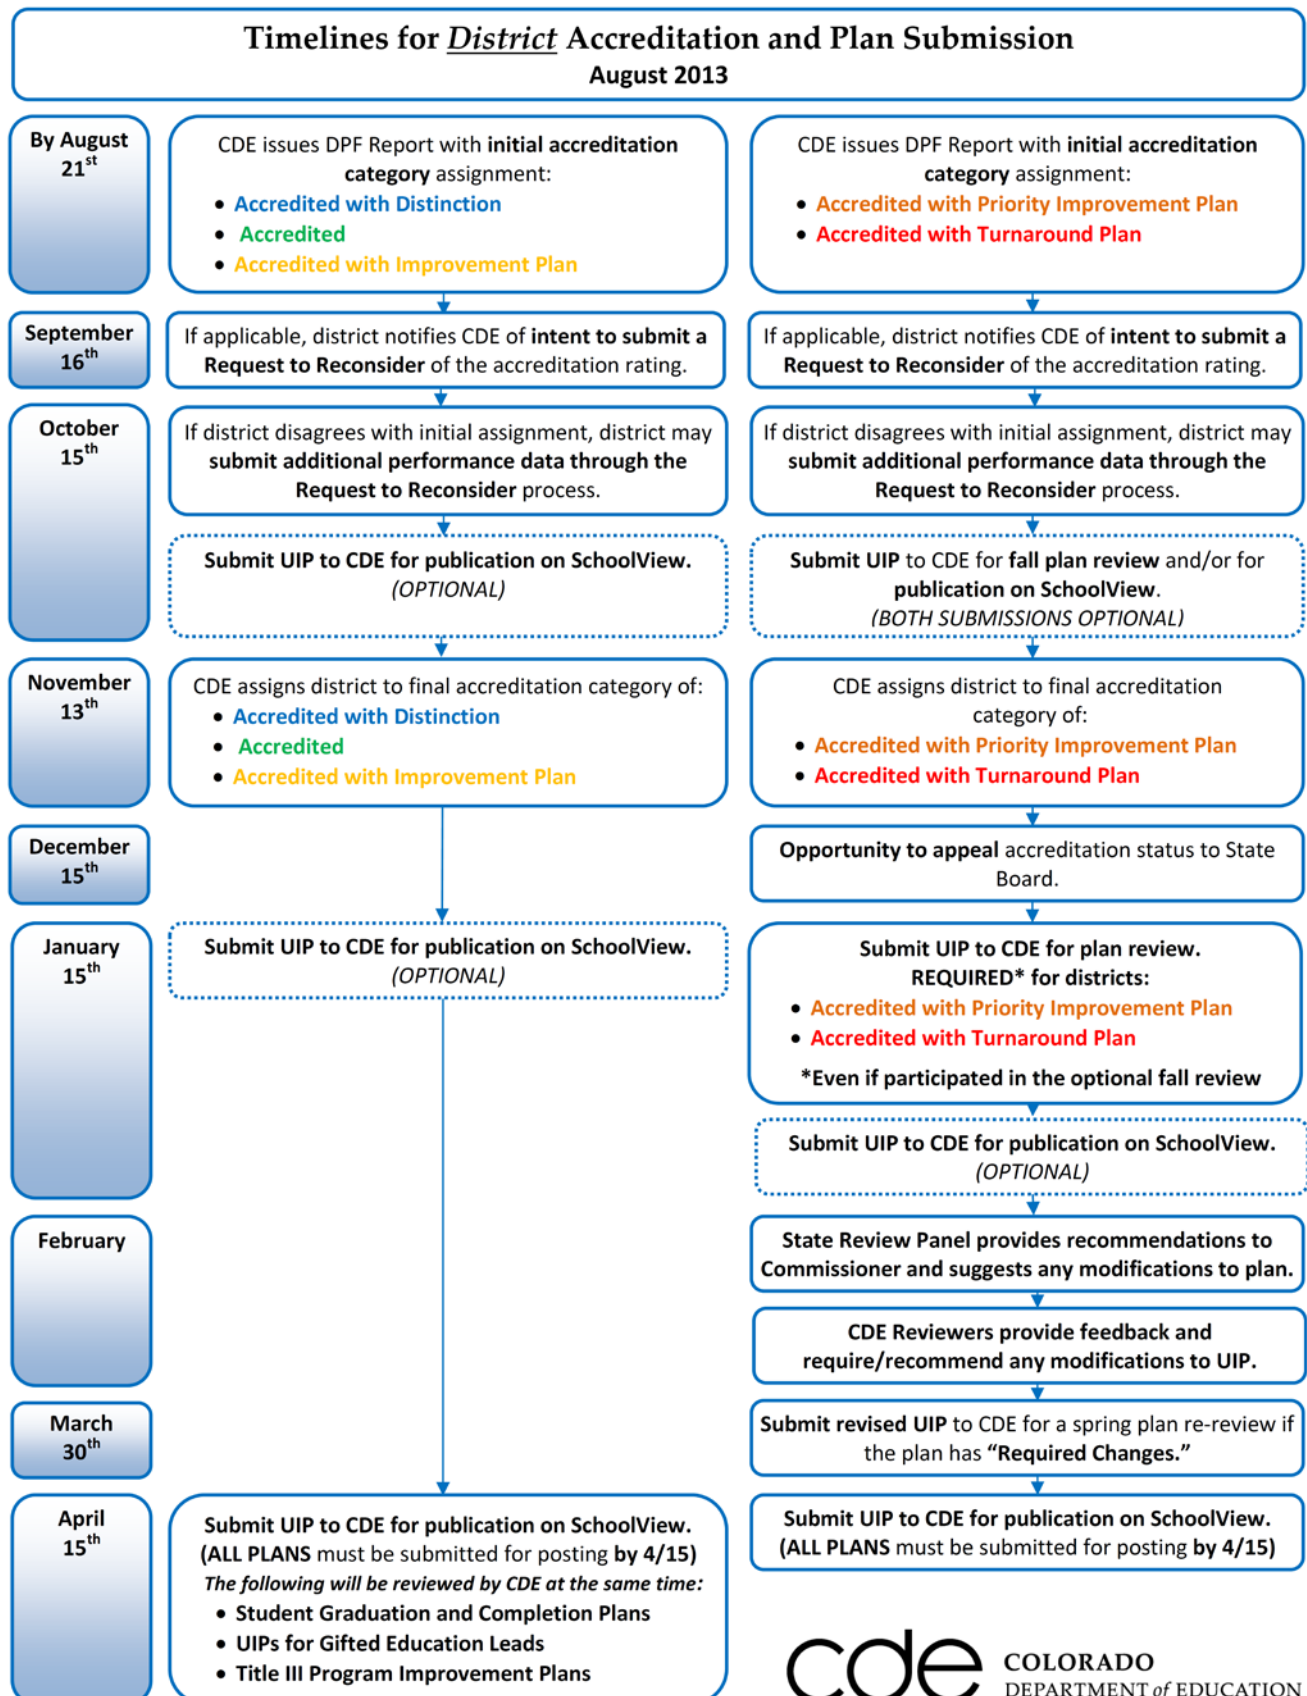 Timelines for District Accreditation and Plan Submission
August 2013
By August
21st
CDE issues DPF Report with initial accreditation
category assignment:
• Accredited with Distinction
• Accredited
• Accredited with Improvement Plan
CDE issues DPF Report with initial accreditation
category assignment:
• Accredited with Priority Improvement Plan
• Accredited with Turnaround Plan
September
16th
If applicable, district notifies CDE of intent to submit a
Request to Reconsider of the accreditation rating.
If applicable, district notifies CDE of intent to submit a
Request to Reconsider of the accreditation rating.
October
15th
If district disagrees with initial assignment, district may
submit additional performance data through the
Request to Reconsider process.
If district disagrees with initial assignment, district may
submit additional performance data through the
Request to Reconsider process.
Submit UIP to CDE for publication on SchoolView.
(OPTIONAL)
Submit UIP to CDE for fall plan review and/or for
publication on SchoolView.
(BOTH SUBMISSIONS OPTIONAL)
November
13th
CDE assigns district to final accreditation category of:
• Accredited with Distinction
• Accredited
• Accredited with Improvement Plan
CDE assigns district to final accreditation
category of:
• Accredited with Priority Improvement Plan
• Accredited with Turnaround Plan
December
15th
Opportunity to appeal accreditation status to State
Board.
January
15th
Submit UIP to CDE for publication on SchoolView.
(OPTIONAL)
Submit UIP to CDE for plan review.
REQUIRED* for districts:
• Accredited with Priority Improvement Plan
• Accredited with Turnaround Plan
*Even if participated in the optional fall review
Submit UIP to CDE for publication on SchoolView.
(OPTIONAL)
February
State Review Panel provides recommendations to
Commissioner and suggests any modifications to plan.
CDE Reviewers provide feedback and
require/recommend any modifications to UIP.
March
30th
Submit revised UIP to CDE for a spring plan re-review if
the plan has “Required Changes.”
April
15th
Submit UIP to CDE for publication on SchoolView.
(ALL PLANS must be submitted for posting by 4/15)
The following will be reviewed by CDE at the same time:
• Student Graduation and Completion Plans
• UIPs for Gifted Education Leads
• Title III Program Improvement Plans
Submit UIP to CDE for publication on SchoolView.
(ALL PLANS must be submitted for posting by 4/15)
cde
COLORADO
DEPARTMENT of EDUCATION